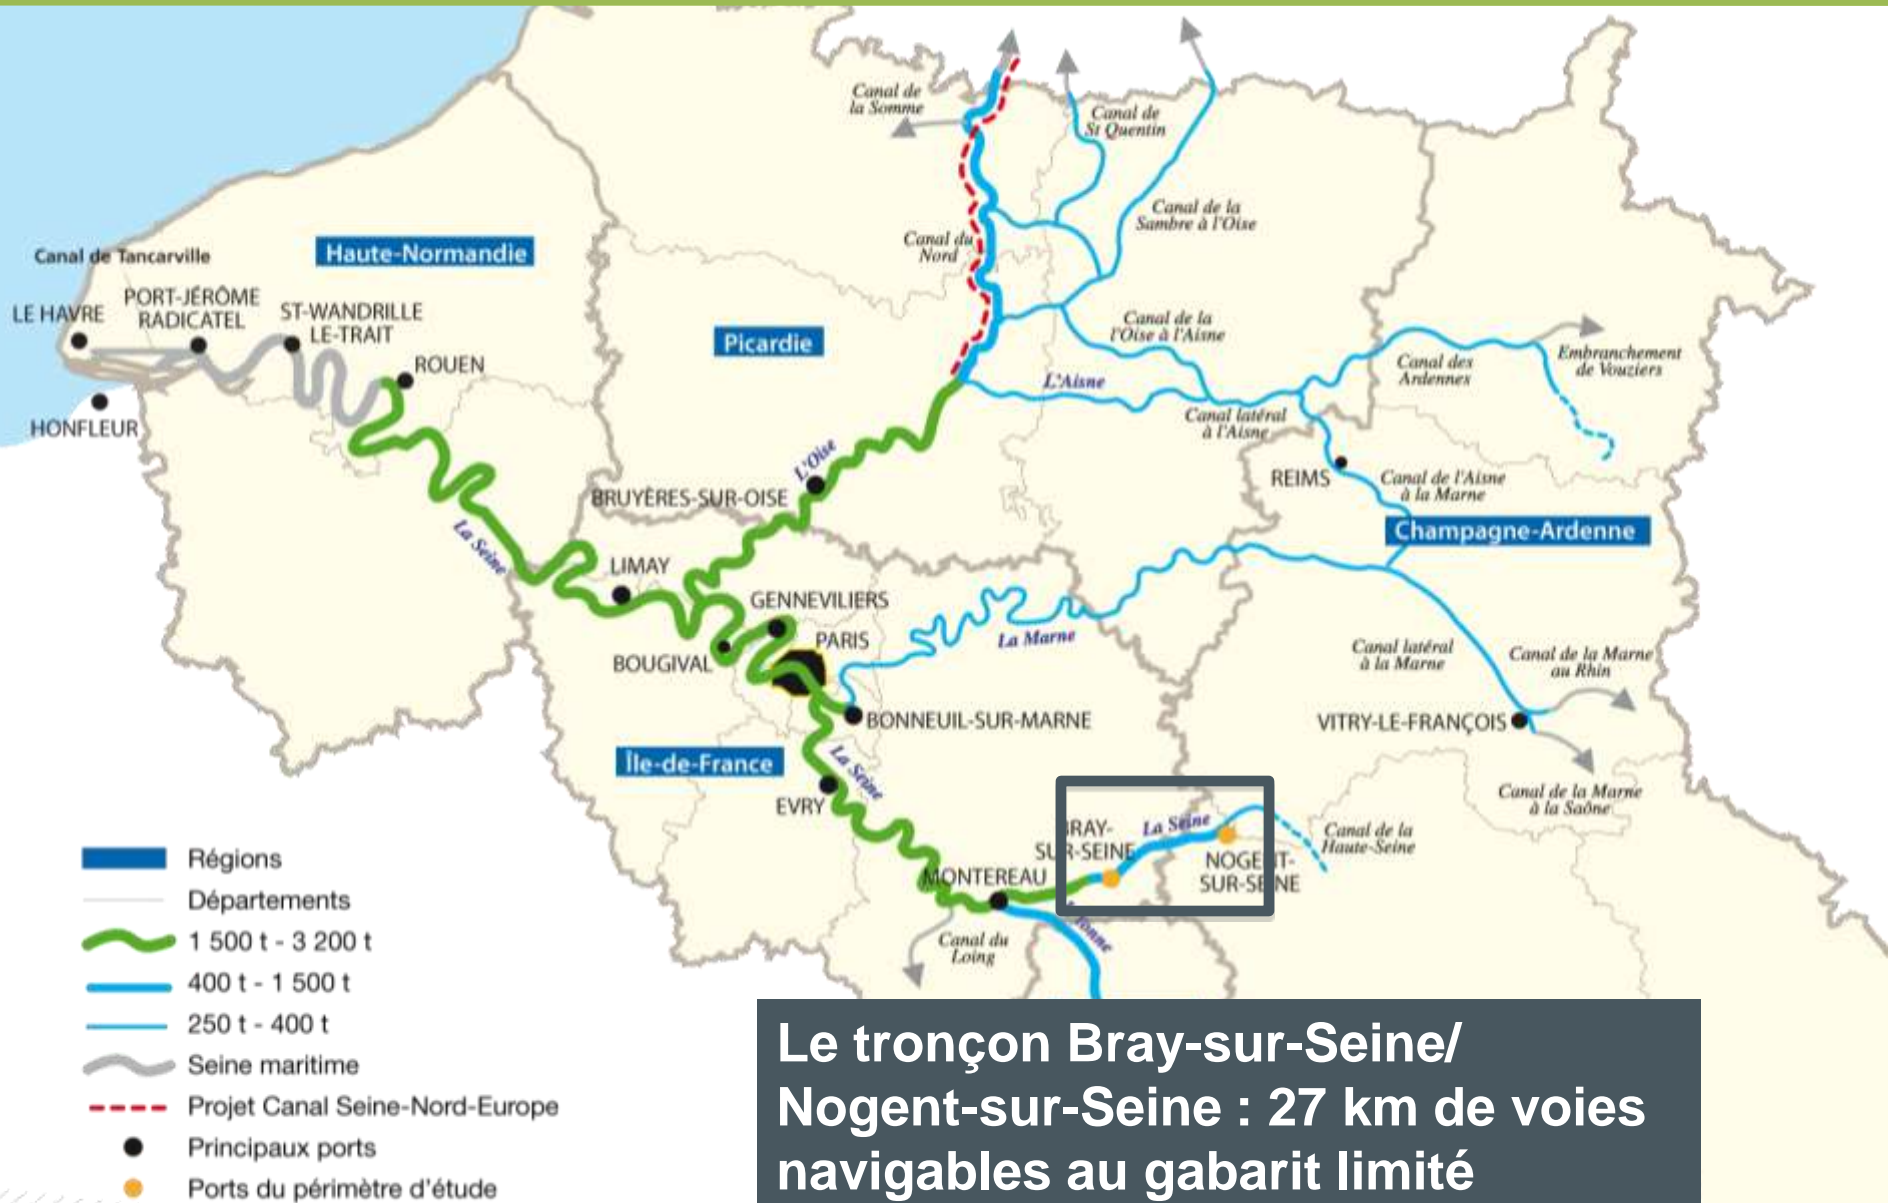 Canal de
la Somme
Canal de
St Quentin
Canal de la
Sambre à l'Oise
Canal du
Nord
Canal de Tancarville
Haute-Normandie
LE HAVRE
PORT-JÉRÔME
RADICATEL
ST-WANDRILLE
LE-TRAIT
ROUEN
HONFLEUR
Picardie
Canal de la
l'Oise à l'Aisne
L'Aisne
Canal des
Ardennes
Embranchement
de Vouziers
Canal latéral
à l'Aisne
REIMS
Canal de l'Aisne
à la Marne
Champagne-Ardenne
L'Oise
BRUYÈRES-SUR-OISE
La Seine
LIMAY
GENNEVILIERS
PARIS
BOUGIVAL
La Marne
BONNEUIL-SUR-MARNE
Canal latéral
à la Marne
Canal de la Marne
au Rhin
VITRY-LE-FRANÇOIS
Canal de la Marne
à la Saône
Île-de-France
La Seine
EVRY
BRAY-
SUR-SEINE
La Seine
NOGENT-
SUR-SEINE
Canal de la
Haute-Seine
MONTEREAU
Canal du
Loing
L'Yonne
Régions
Départements
1 500 t - 3 200 t
400 t - 1 500 t
250 t - 400 t
Seine maritime
Projet Canal Seine-Nord-Europe
Principaux ports
Ports du périmètre d'étude
Le tronçon Bray-sur-Seine/
Nogent-sur-Seine : 27 km de voies
navigables au gabarit limité